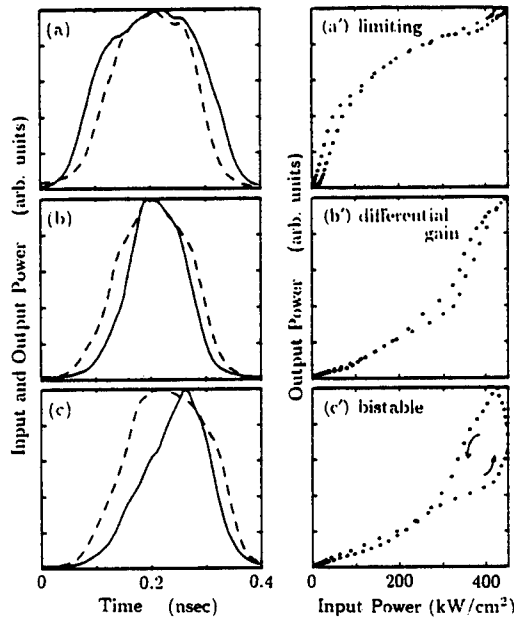 Input and Output Power (arb. units)
(a)
(b)
(c)
0
0.2
0.4
Time (nsec)
Output Power (arb. units)
(a') limiting
(b') differential
gain
(c') bistable
0
200
400
Input Power (kW/cm²)